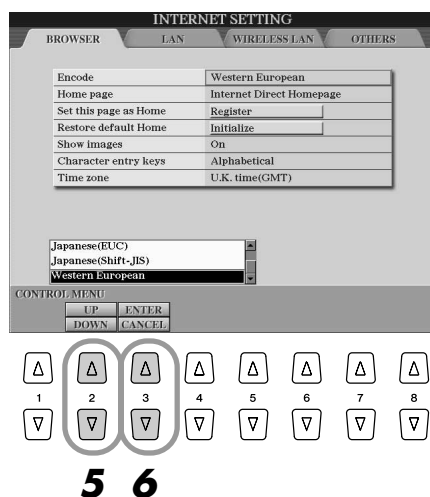 INTERNET SETTING
BROWSER LAN WIRELESS LAN OTHERS
Encode Western European
Home page Internet Direct Homepage
Set this page as Home Register
Restore default Home Initialize
Show images On
Character entry keys Alphabetical
Time zone U.K. time(GMT)
Japanese(EUC)
Japanese(Shift-JIS)
Western European
CONTROL MENU
UP ENTER
DOWN CANCEL
1 2 3 4 5 6 7 8
5 6